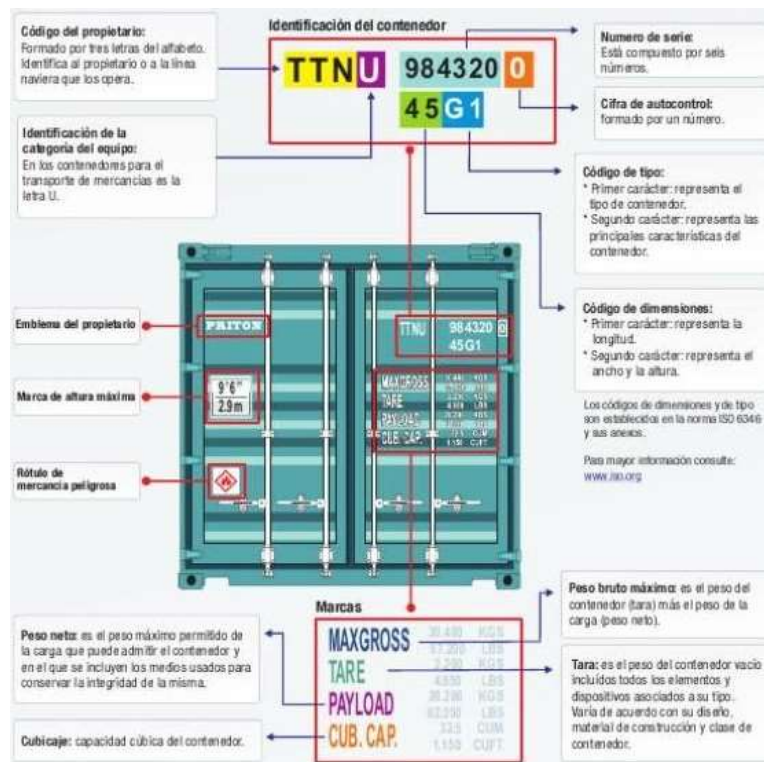 Código del propietario:
Formado por tres letras del alfabeto.
Identifica al propietario o a la línea
naviera que los opera.
Identificación de la
categoría del equipo:
En los contenedores para el
transporte de mercancias es la
letra U.
Identificación del contenedor
TTNU 984320 0
45G1
Numero de serie:
Está compuesto por seis
números.
Cifra de autocontrol:
formado por un número.
Código de tipo:
* Primer carácter: representa el
tipo de contenedor.
* Segundo carácter: representa las
principales características del
contenedor.
Código de dimensiones:
* Primer carácter: representa la
longitud.
* Segundo carácter: representa el
ancho y la altura.
Los códigos de dimensiones y de tipo
son establecidos en la norma ISO 6346
y sus anexos.
Para mayor información consulte:
www.iso.org
Emblema del propietario
Marca de altura máxima
Rótulo de
mercancía peligrosa
PRITON
9'6"
2.9m
TTNU 984320 0
45G1
MAXGROSS
TARE
PAYLOAD
CUB. CAP.
Marcas
MAXGROSS KGS
LBS
TARE KGS
LBS
PAYLOAD KGS
LBS
CUB. CAP. CUM
1,150 CUFT
Peso neto: es el peso máximo permitido de
la carga que puede admitir el contenedor y
en el que se incluyen los medios usados para
conservar la integridad de la misma.
Cubicaje: capacidad cúbica del contenedor.
Peso bruto máximo: es el peso del
contenedor (tara) más el peso de la
carga (peso neto).
Tara: es el peso del contenedor vacío
incluídos todos los elementos y
dispositivos asociados a su tipo.
Varía de acuerdo con su diseño,
material de construcción y clase de
contenedor.